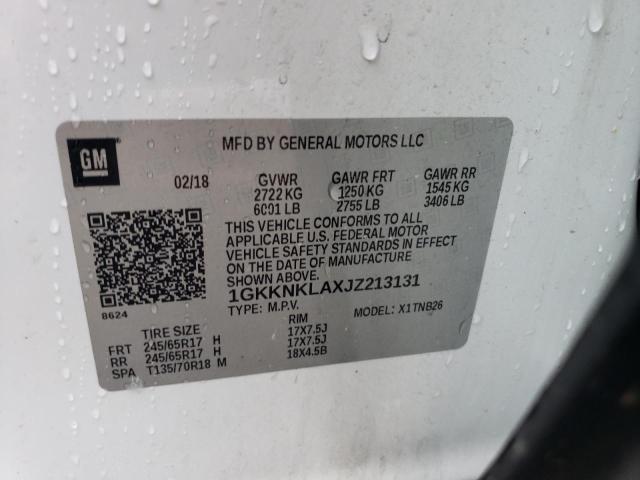 GM
MFD BY GENERAL MOTORS LLC
02/18 GVWR GAWR FRT GAWR RR
2722 KG 1250 KG 1545 KG
6001 LB 2755 LB 3406 LB
THIS VEHICLE CONFORMS TO ALL
APPLICABLE U.S. FEDERAL MOTOR
VEHICLE SAFETY STANDARDS IN EFFECT
ON THE DATE OF MANUFACTURE
SHOWN ABOVE.
1GKKNKLAXJZ213131
8624 TYPE: M.P.V. MODEL: X1TNB26
TIRE SIZE RIM
FRT 245/65R17 H 17X7.5J
RR 245/65R17 H 17X7.5J
SPA T135/70R18 M 18X4.5B